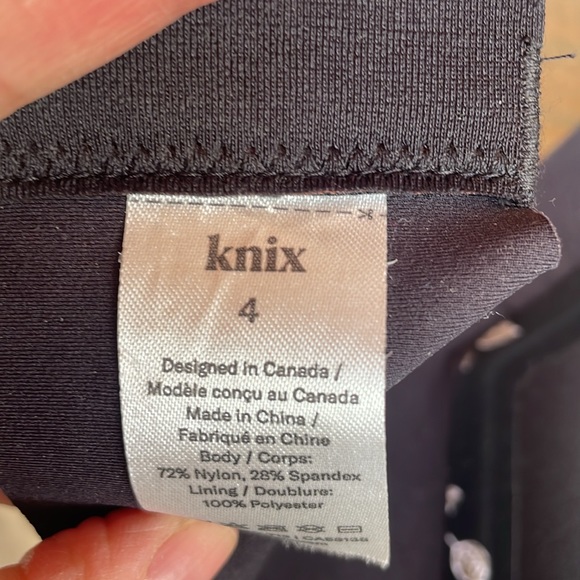 knix
4
Designed in Canada /
Modèle conçu au Canada
Made in China /
Fabriqué en Chine
Body / Corps:
72% Nylon, 28% Spandex
Lining / Doublure:
100% Polyester